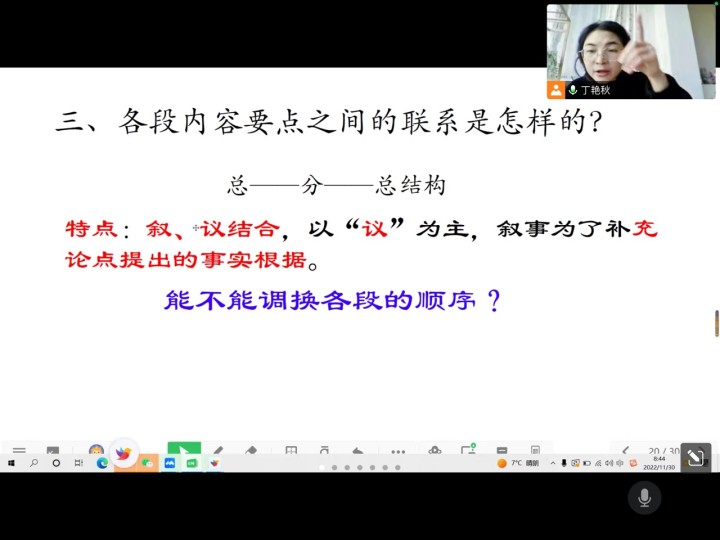 丁艳秋
三、各段内容要点之间的联系是怎样的?
总——分——总结构
特点：叙、议结合，以“议”为主，叙事为了补充
论点提出的事实根据。
能不能调换各段的顺序？
20 / 30
7°C 晴朗
中
8:44
2022/11/30